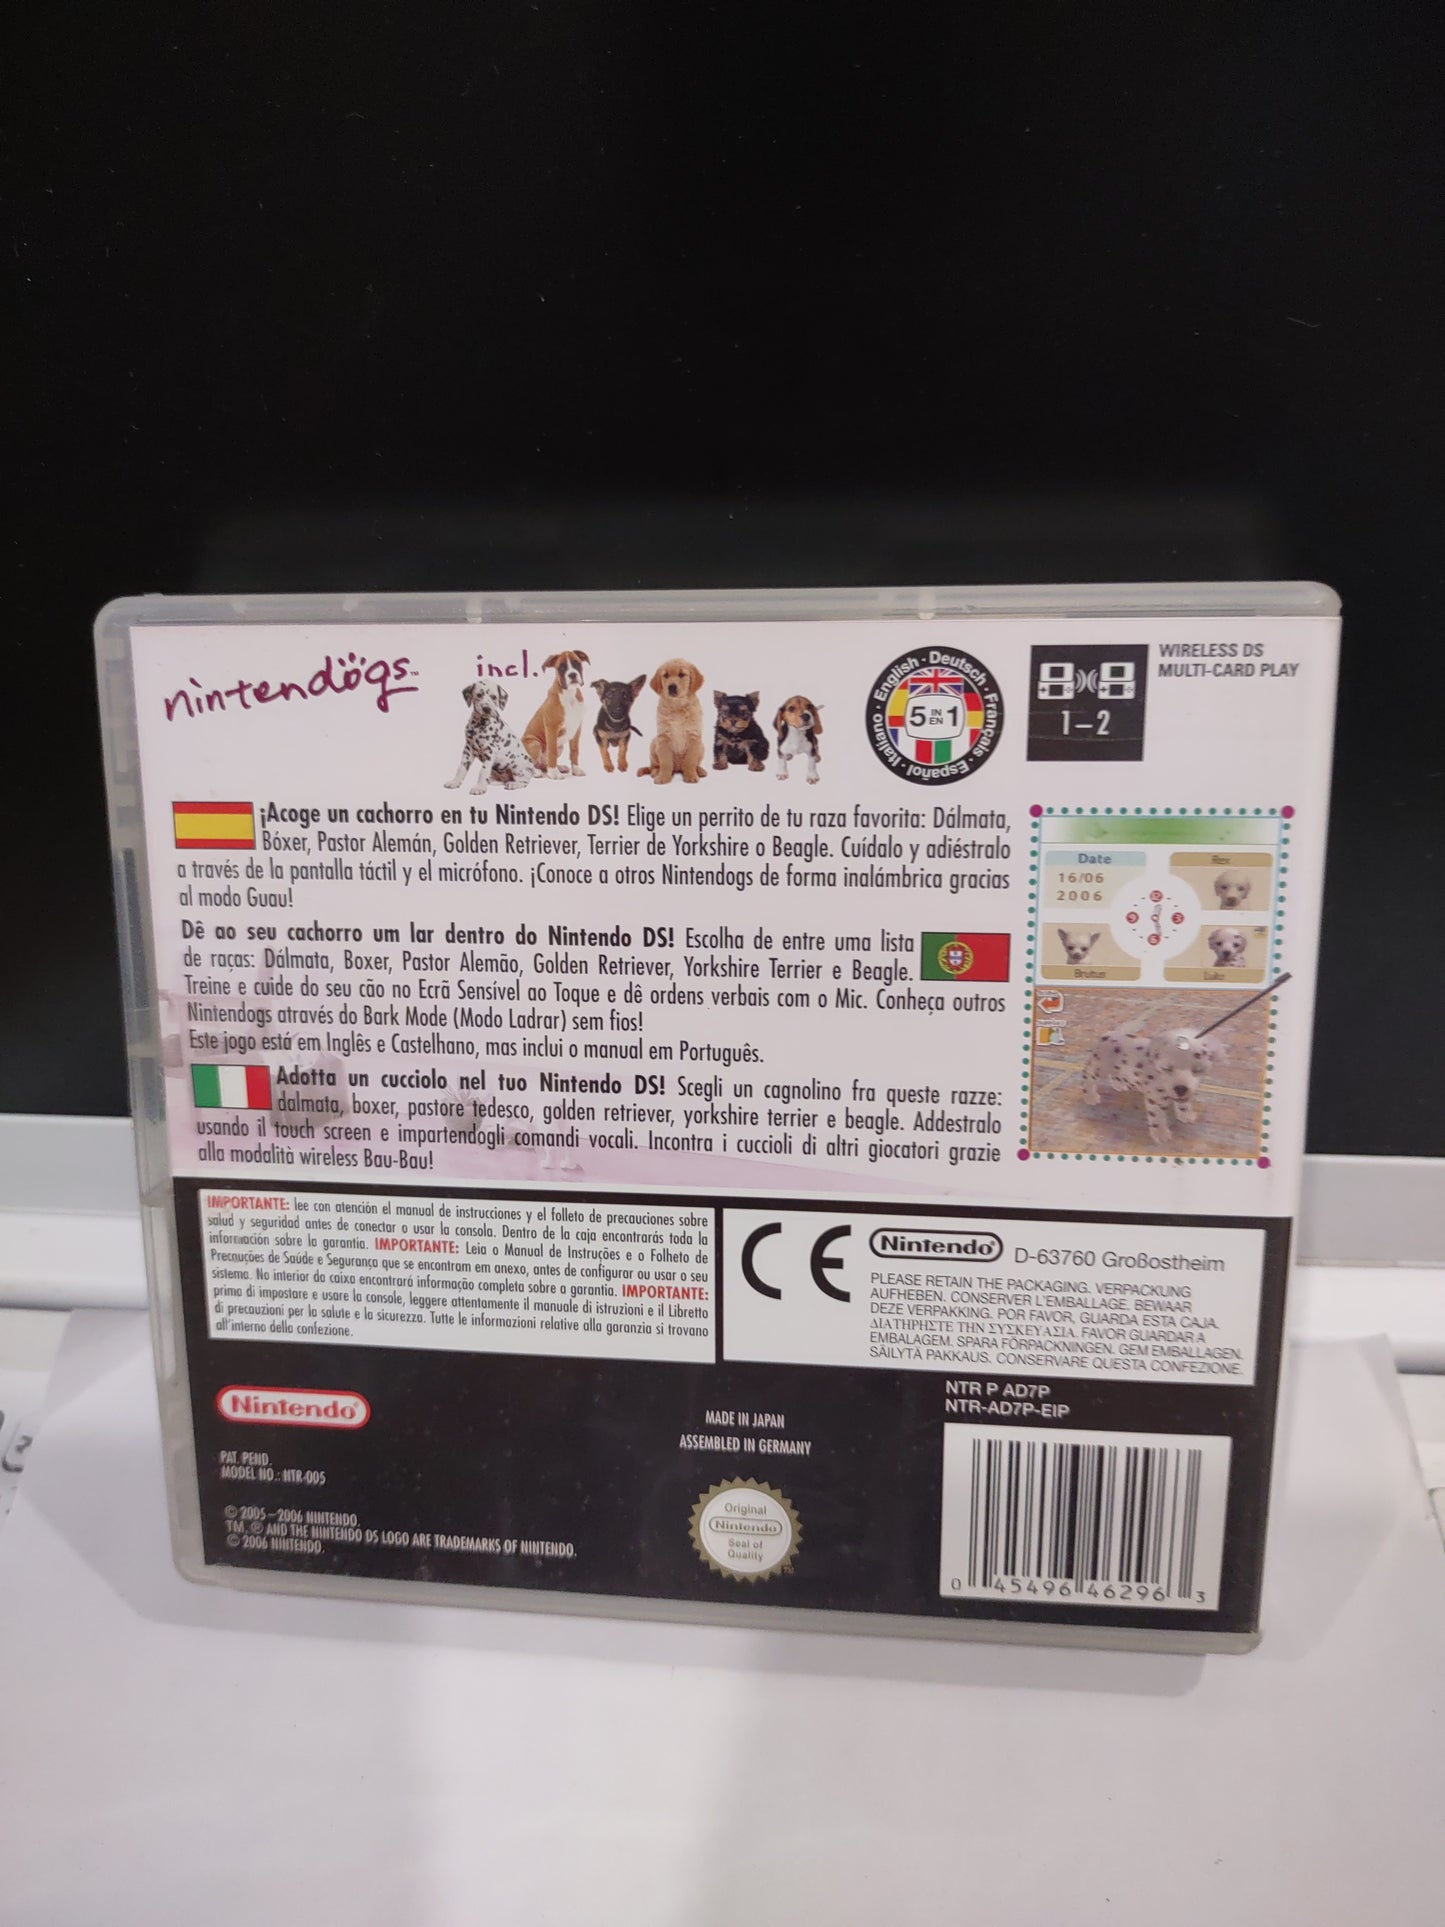 nintendogs™
incl.
English · Deutsch · Français · Español · Italiano
5 IN EN 1
WIRELESS DS
MULTI-CARD PLAY
1–2
¡Acoge un cachorro en tu Nintendo DS! Elige un perrito de tu raza favorita: Dálmata,
Bóxer, Pastor Alemán, Golden Retriever, Terrier de Yorkshire o Beagle. Cuídalo y adiéstralo
a través de la pantalla táctil y el micrófono. ¡Conoce a otros Nintendogs de forma inalámbrica gracias
al modo Guau!
Dê ao seu cachorro um lar dentro do Nintendo DS! Escolha de entre uma lista
de raças: Dálmata, Boxer, Pastor Alemão, Golden Retriever, Yorkshire Terrier e Beagle.
Treine e cuide do seu cão no Ecrã Sensível ao Toque e dê ordens verbais com o Mic. Conheça outros
Nintendogs através do Bark Mode (Modo Ladrar) sem fios!
Este jogo está em Inglês e Castelhano, mas inclui o manual em Português.
Adotta un cucciolo nel tuo Nintendo DS! Scegli un cagnolino fra queste razze:
dalmata, boxer, pastore tedesco, golden retriever, yorkshire terrier e beagle. Addestralo
usando il touch screen e impartendogli comandi vocali. Incontra i cuccioli di altri giocatori grazie
alla modalità wireless Bau-Bau!
Date
16/06
2006
Rex
12
9
3
6
Brutus
IMPORTANTE: lee con atención el manual de instrucciones y el folleto de precauciones sobre
salud y seguridad antes de conectar o usar la consola. Dentro de la caja encontrarás toda la
información sobre la garantía. IMPORTANTE: Leia o Manual de Instruções e o Folheto de
Precauções de Saúde e Segurança que se encontram em anexo, antes de configurar ou usar o seu
sistema. No interior da caixa encontrará informação completa sobre a garantia. IMPORTANTE:
prima di impostare e usare la console, leggere attentamente il manuale di istruzioni e il Libretto
di precauzioni per la salute e la sicurezza. Tutte le informazioni relative alla garanzia si trovano
all'interno della confezione.
CE
Nintendo® D-63760 Großostheim
PLEASE RETAIN THE PACKAGING. VERPACKUNG
AUFHEBEN. CONSERVER L'EMBALLAGE. BEWAAR
DEZE VERPAKKING. POR FAVOR, GUARDA ESTA CAJA.
ΔΙΑΤΗΡΗΣΤΕ ΤΗΝ ΣΥΣΚΕΥΑΣΙΑ. FAVOR GUARDAR A
EMBALAGEM. SPARA FÖRPACKNINGEN. GEM EMBALLAGEN.
SÄILYTÄ PAKKAUS. CONSERVARE QUESTA CONFEZIONE.
NTR P AD7P
NTR-AD7P-EIP
Nintendo®
MADE IN JAPAN
ASSEMBLED IN GERMANY
PAT. PEND.
MODEL NO.: NTR-005
© 2005–2006 NINTENDO.
TM, ® AND THE NINTENDO DS LOGO ARE TRADEMARKS OF NINTENDO.
© 2006 NINTENDO.
Original
Nintendo
Seal of
Quality
TM
0 45496 46296 3